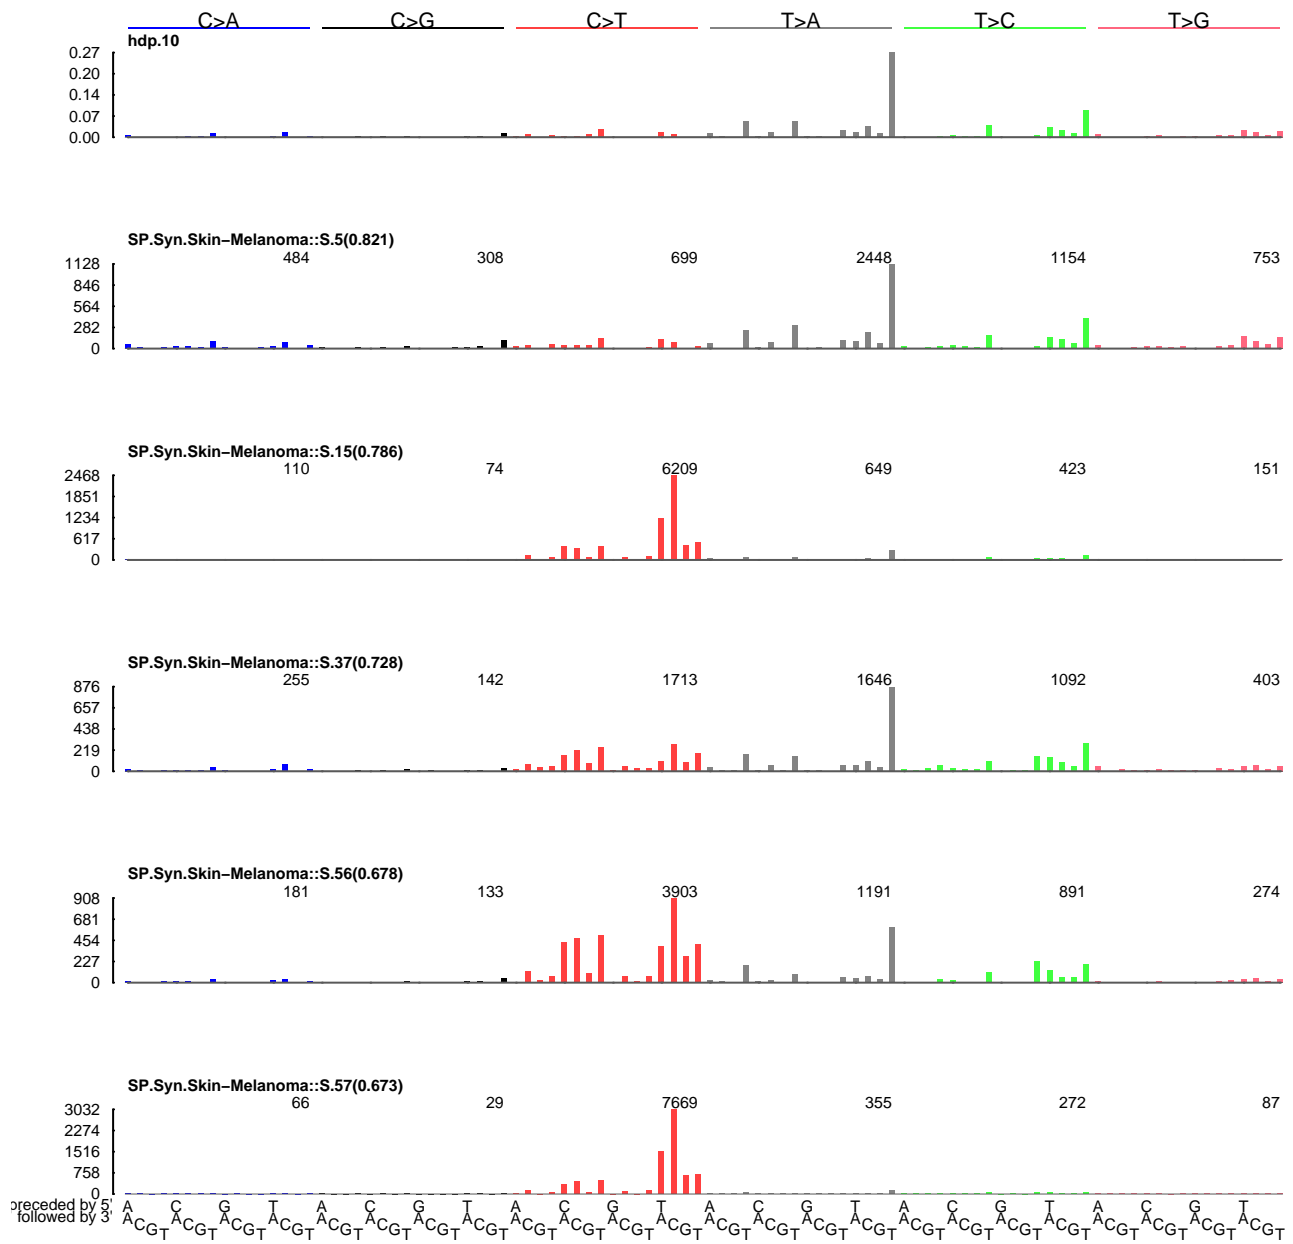 C>A C>G C>T T>A T>C T>G
hdp.10
0.27
0.20
0.14
0.07
0.00
SP.Syn.Skin−Melanoma::S.5(0.821)
484 308 699 2448 1154 753
1128
846
564
282
0
SP.Syn.Skin−Melanoma::S.15(0.786)
110 74 6209 649 423 151
2468
1851
1234
617
0
SP.Syn.Skin−Melanoma::S.37(0.728)
255 142 1713 1646 1092 403
876
657
438
219
0
SP.Syn.Skin−Melanoma::S.56(0.678)
181 133 3903 1191 891 274
908
681
454
227
0
SP.Syn.Skin−Melanoma::S.57(0.673)
66 29 7669 355 272 87
3032
2274
1516
758
0
preceded by 5' A C G T A C G T A C G T A C G T A C G T A C G T
followed by 3' A C G T A C G T A C G T A C G T A C G T A C G T A C G T A C G T A C G T A C G T A C G T A C G T A C G T A C G T A C G T A C G T A C G T A C G T A C G T A C G T A C G T A C G T A C G T A C G T